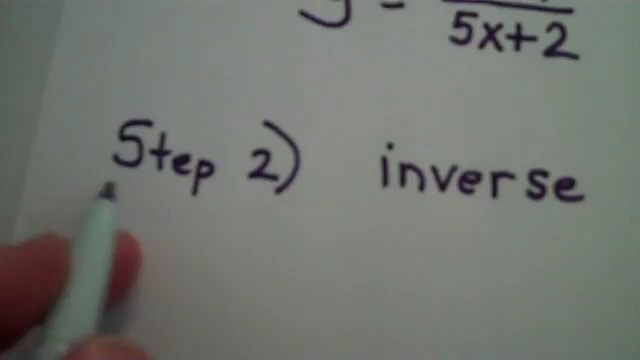 y =
5x+2
Step 2) inverse